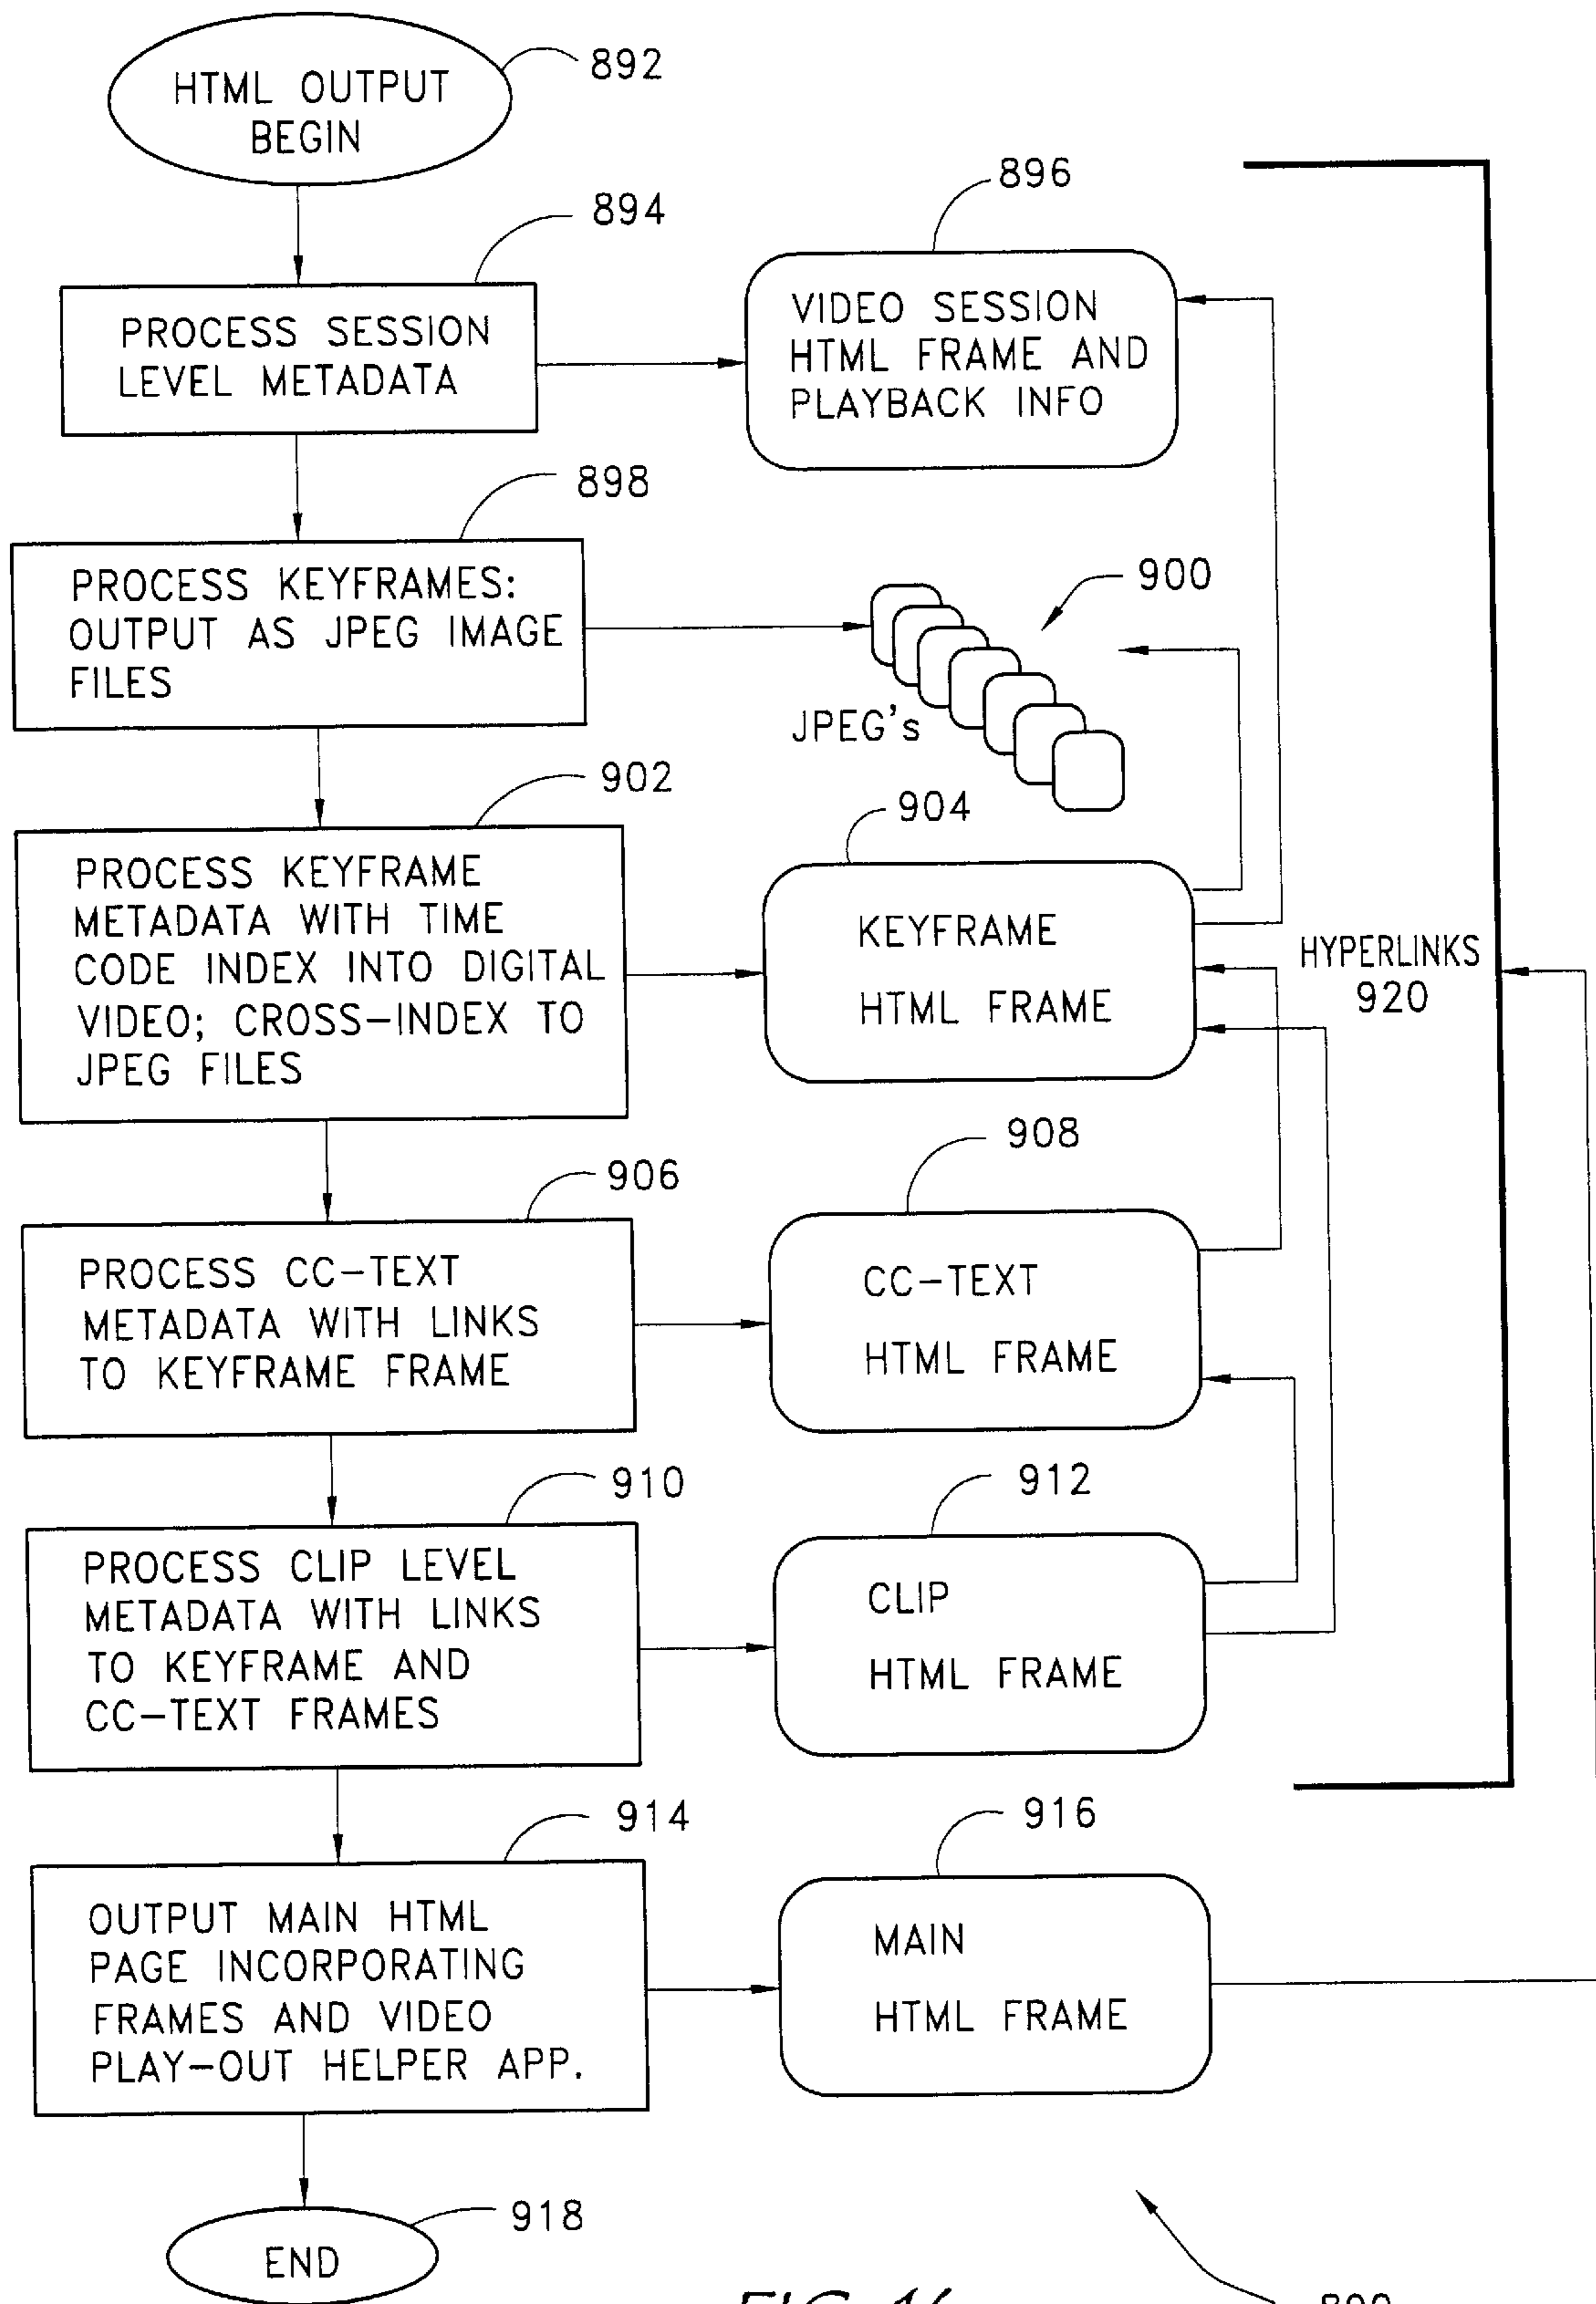 HTML OUTPUT
BEGIN
892
894
PROCESS SESSION
LEVEL METADATA
896
VIDEO SESSION
HTML FRAME AND
PLAYBACK INFO
898
PROCESS KEYFRAMES:
OUTPUT AS JPEG IMAGE
FILES
900
JPEG's
902
PROCESS KEYFRAME
METADATA WITH TIME
CODE INDEX INTO DIGITAL
VIDEO; CROSS-INDEX TO
JPEG FILES
904
KEYFRAME
HTML FRAME
HYPERLINKS
920
906
PROCESS CC-TEXT
METADATA WITH LINKS
TO KEYFRAME FRAME
908
CC-TEXT
HTML FRAME
910
PROCESS CLIP LEVEL
METADATA WITH LINKS
TO KEYFRAME AND
CC-TEXT FRAMES
912
CLIP
HTML FRAME
914
OUTPUT MAIN HTML
PAGE INCORPORATING
FRAMES AND VIDEO
PLAY-OUT HELPER APP.
916
MAIN
HTML FRAME
918
END